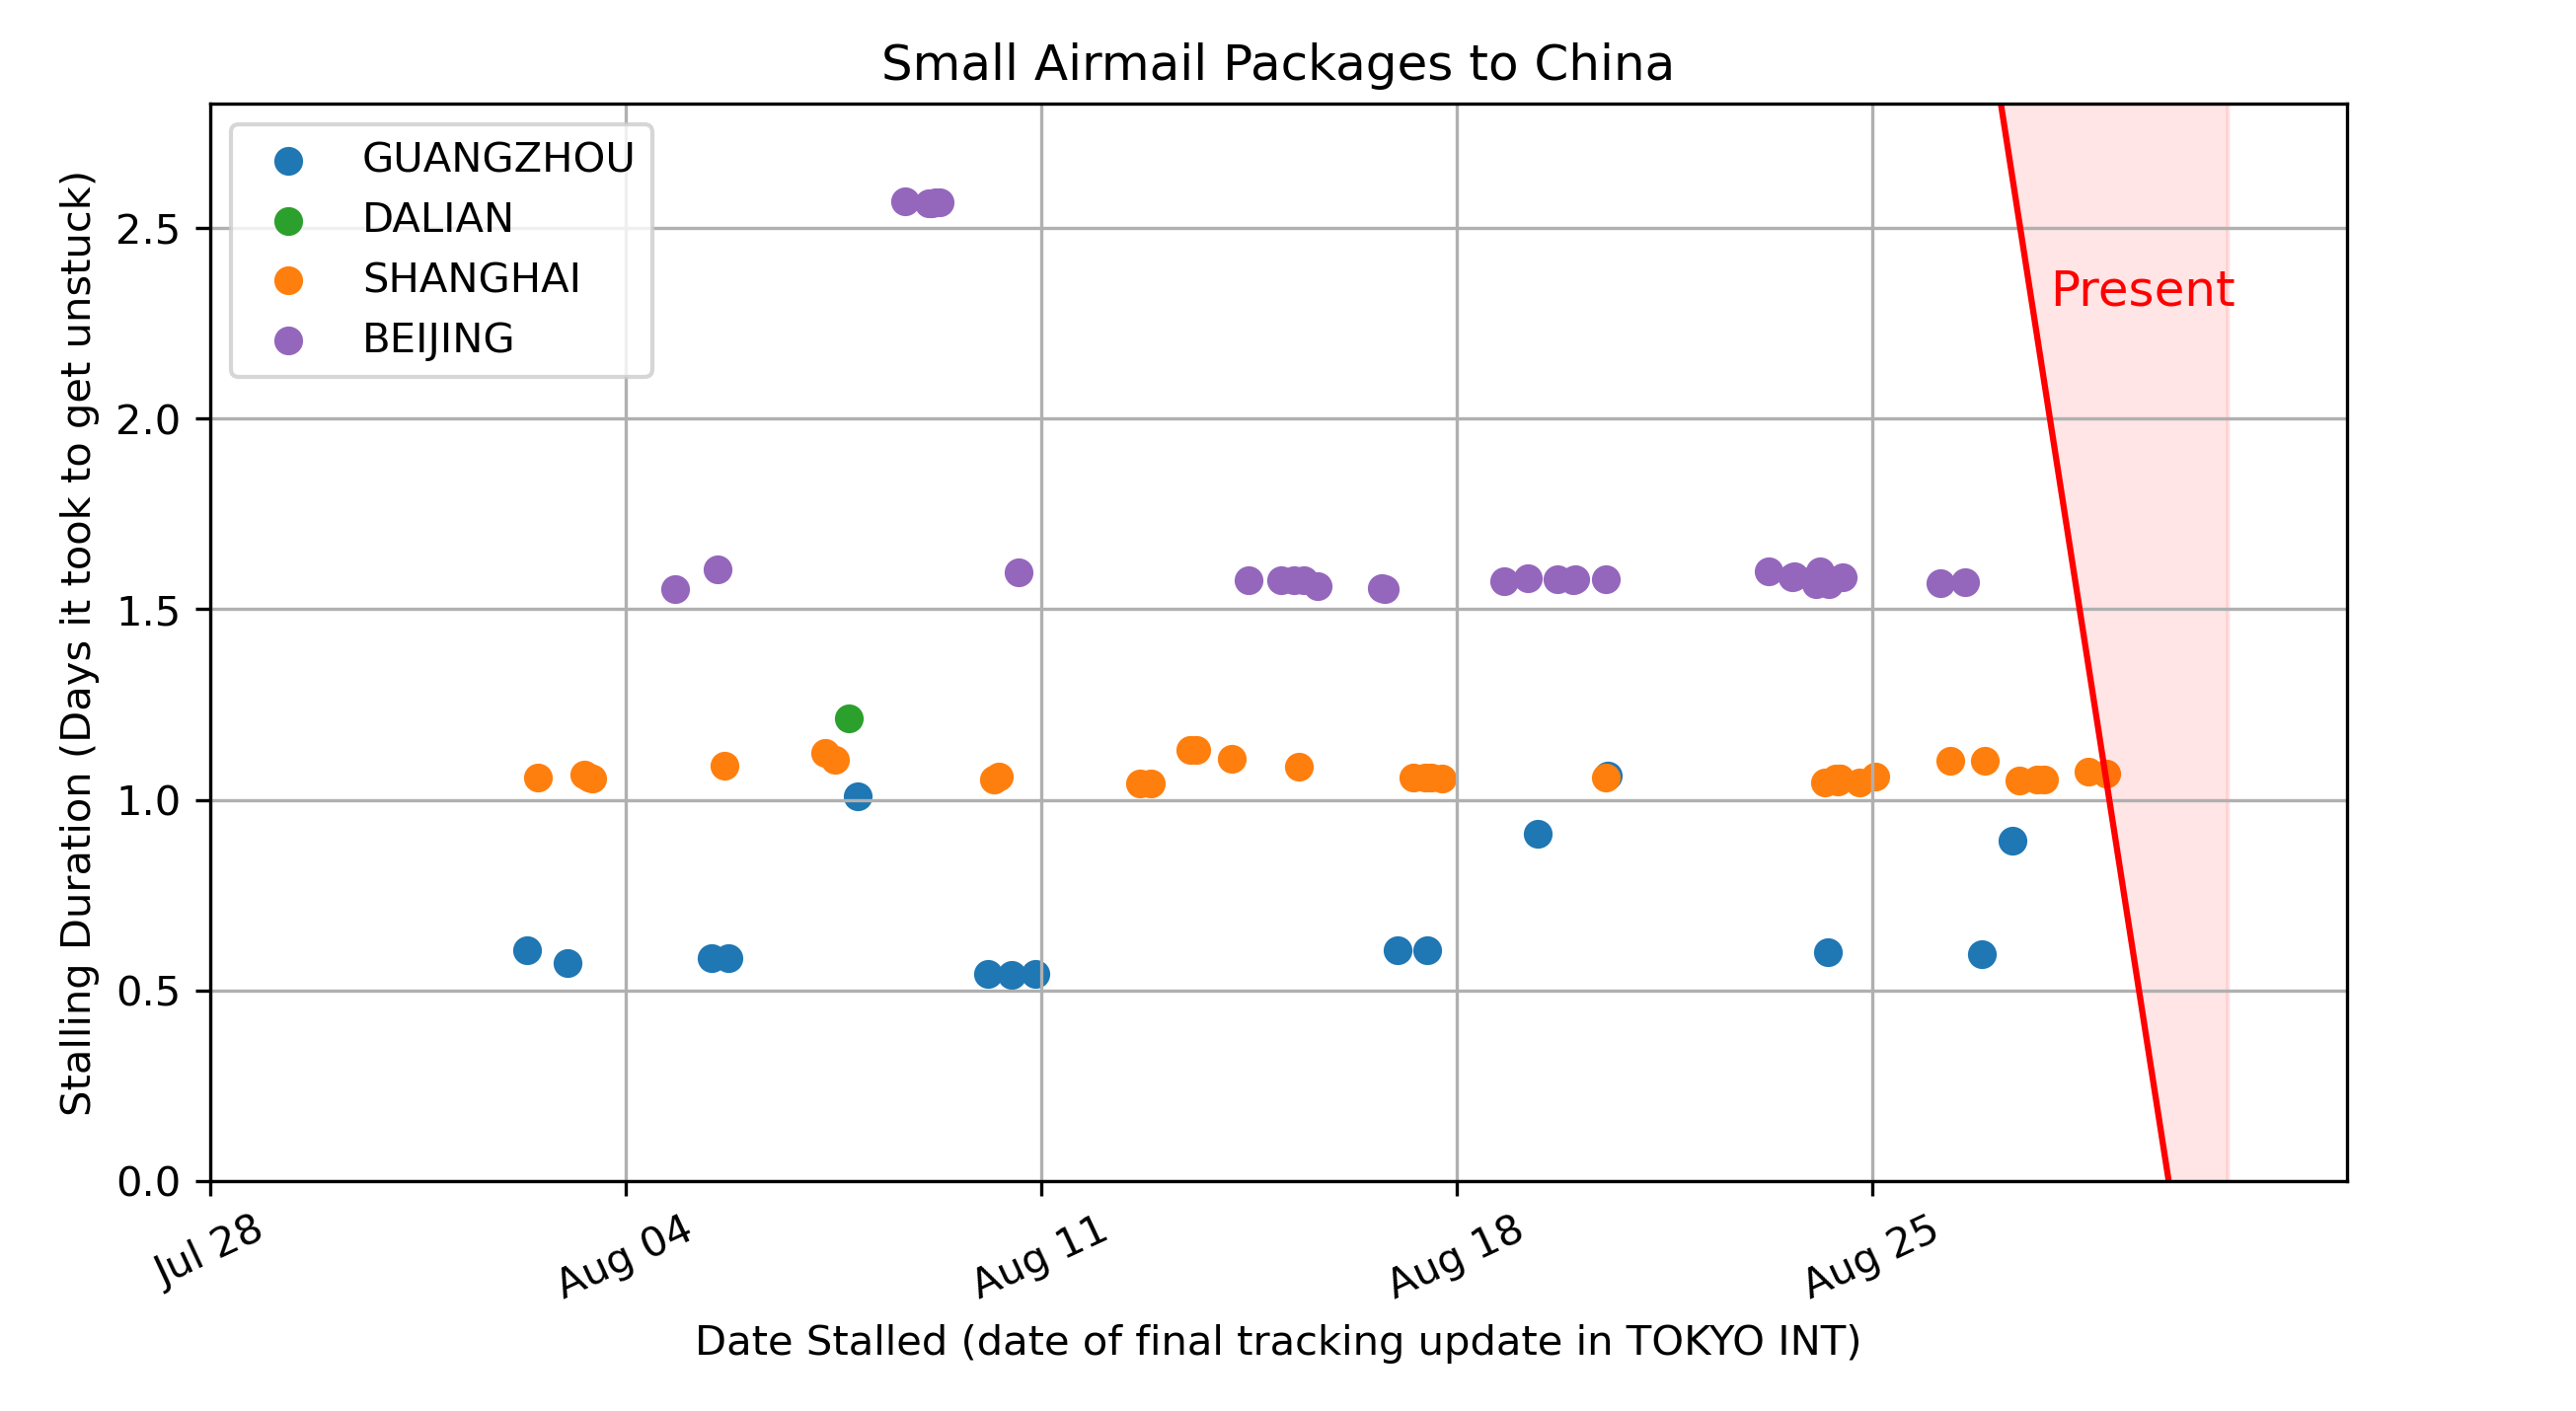 Small Airmail Packages to China
GUANGZHOU
DALIAN
SHANGHAI
BEIJING
Present
Stalling Duration (Days it took to get unstuck)
2.5
2.0
1.5
1.0
0.5
0.0
Jul 28
Aug 04
Aug 11
Aug 18
Aug 25
Date Stalled (date of final tracking update in TOKYO INT)